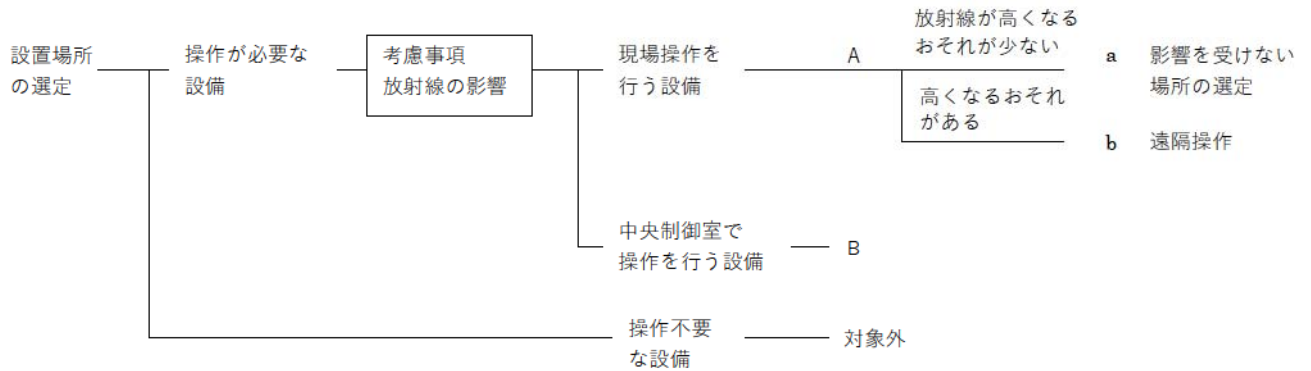 設置場所
の選定
操作が必要な
設備
考慮事項
放射線の影響
現場操作を
行う設備
A
放射線が高くなる
おそれが少ない
a 影響を受けない
場所の選定
高くなるおそれ
がある
b 遠隔操作
中央制御室で
操作を行う設備
B
操作不要
な設備
対象外